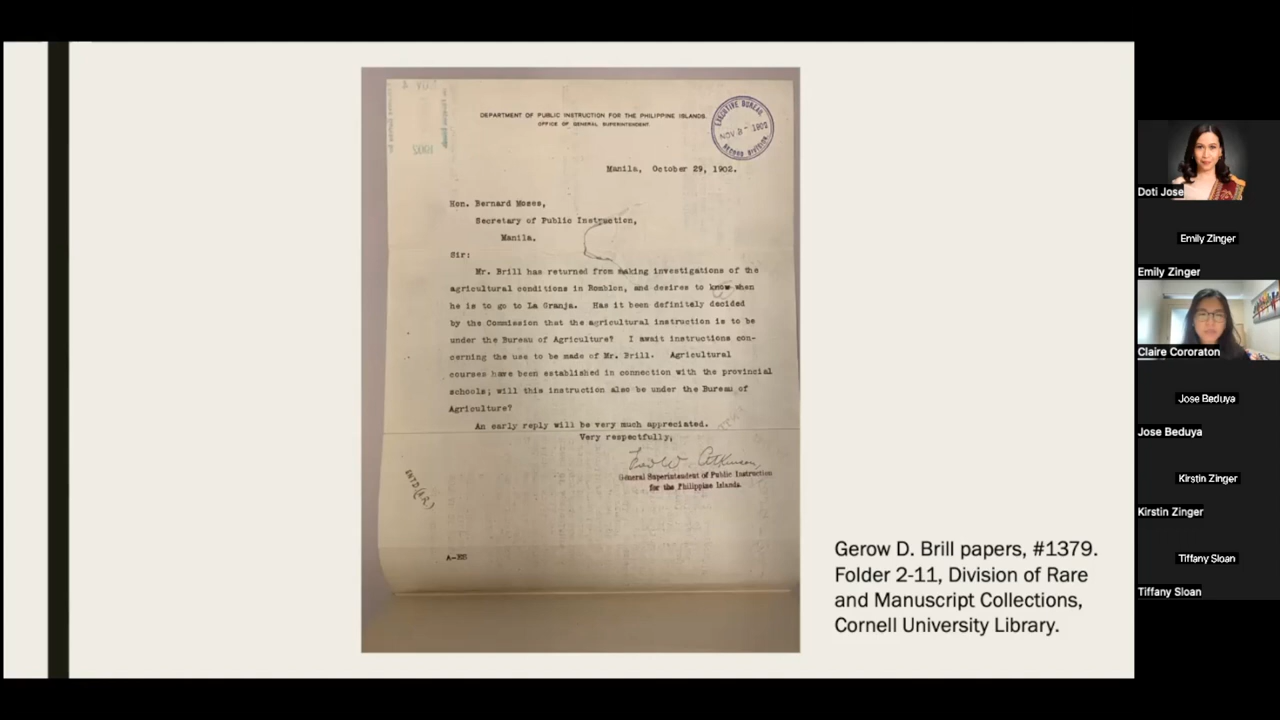 DEPARTMENT OF PUBLIC INSTRUCTION FOR THE PHILIPPINE ISLANDS.
OFFICE OF GENERAL SUPERINTENDENT.
EXECUTIVE BUREAU.
NOV 8 - 1902
SECOND DIVISION.
Manila, October 29, 1902.
Hon. Bernard Moses,
Secretary of Public Instruction,
Manila.
Sir:
Mr. Brill has returned from making investigations of the
agricultural conditions in Romblon, and desires to know when
he is to go to La Granja. Has it been definitely decided
by the Commission that the agricultural instruction is to be
under the Bureau of Agriculture? I await instructions con-
cerning the use to be made of Mr. Brill. Agricultural
courses have been established in connection with the provincial
schools; will this instruction also be under the Bureau of
Agriculture?
An early reply will be very much appreciated.
Very respectfully,
Fred W. Atkinson,
General Superintendent of Public Instruction
for the Philippine Islands.
Gerow D. Brill papers, #1379.
Folder 2-11, Division of Rare
and Manuscript Collections,
Cornell University Library.
Doti Jose
Emily Zinger
Emily Zinger
Claire Cororaton
Jose Beduya
Jose Beduya
Kirstin Zinger
Kirstin Zinger
Tiffany Sloan
Tiffany Sloan